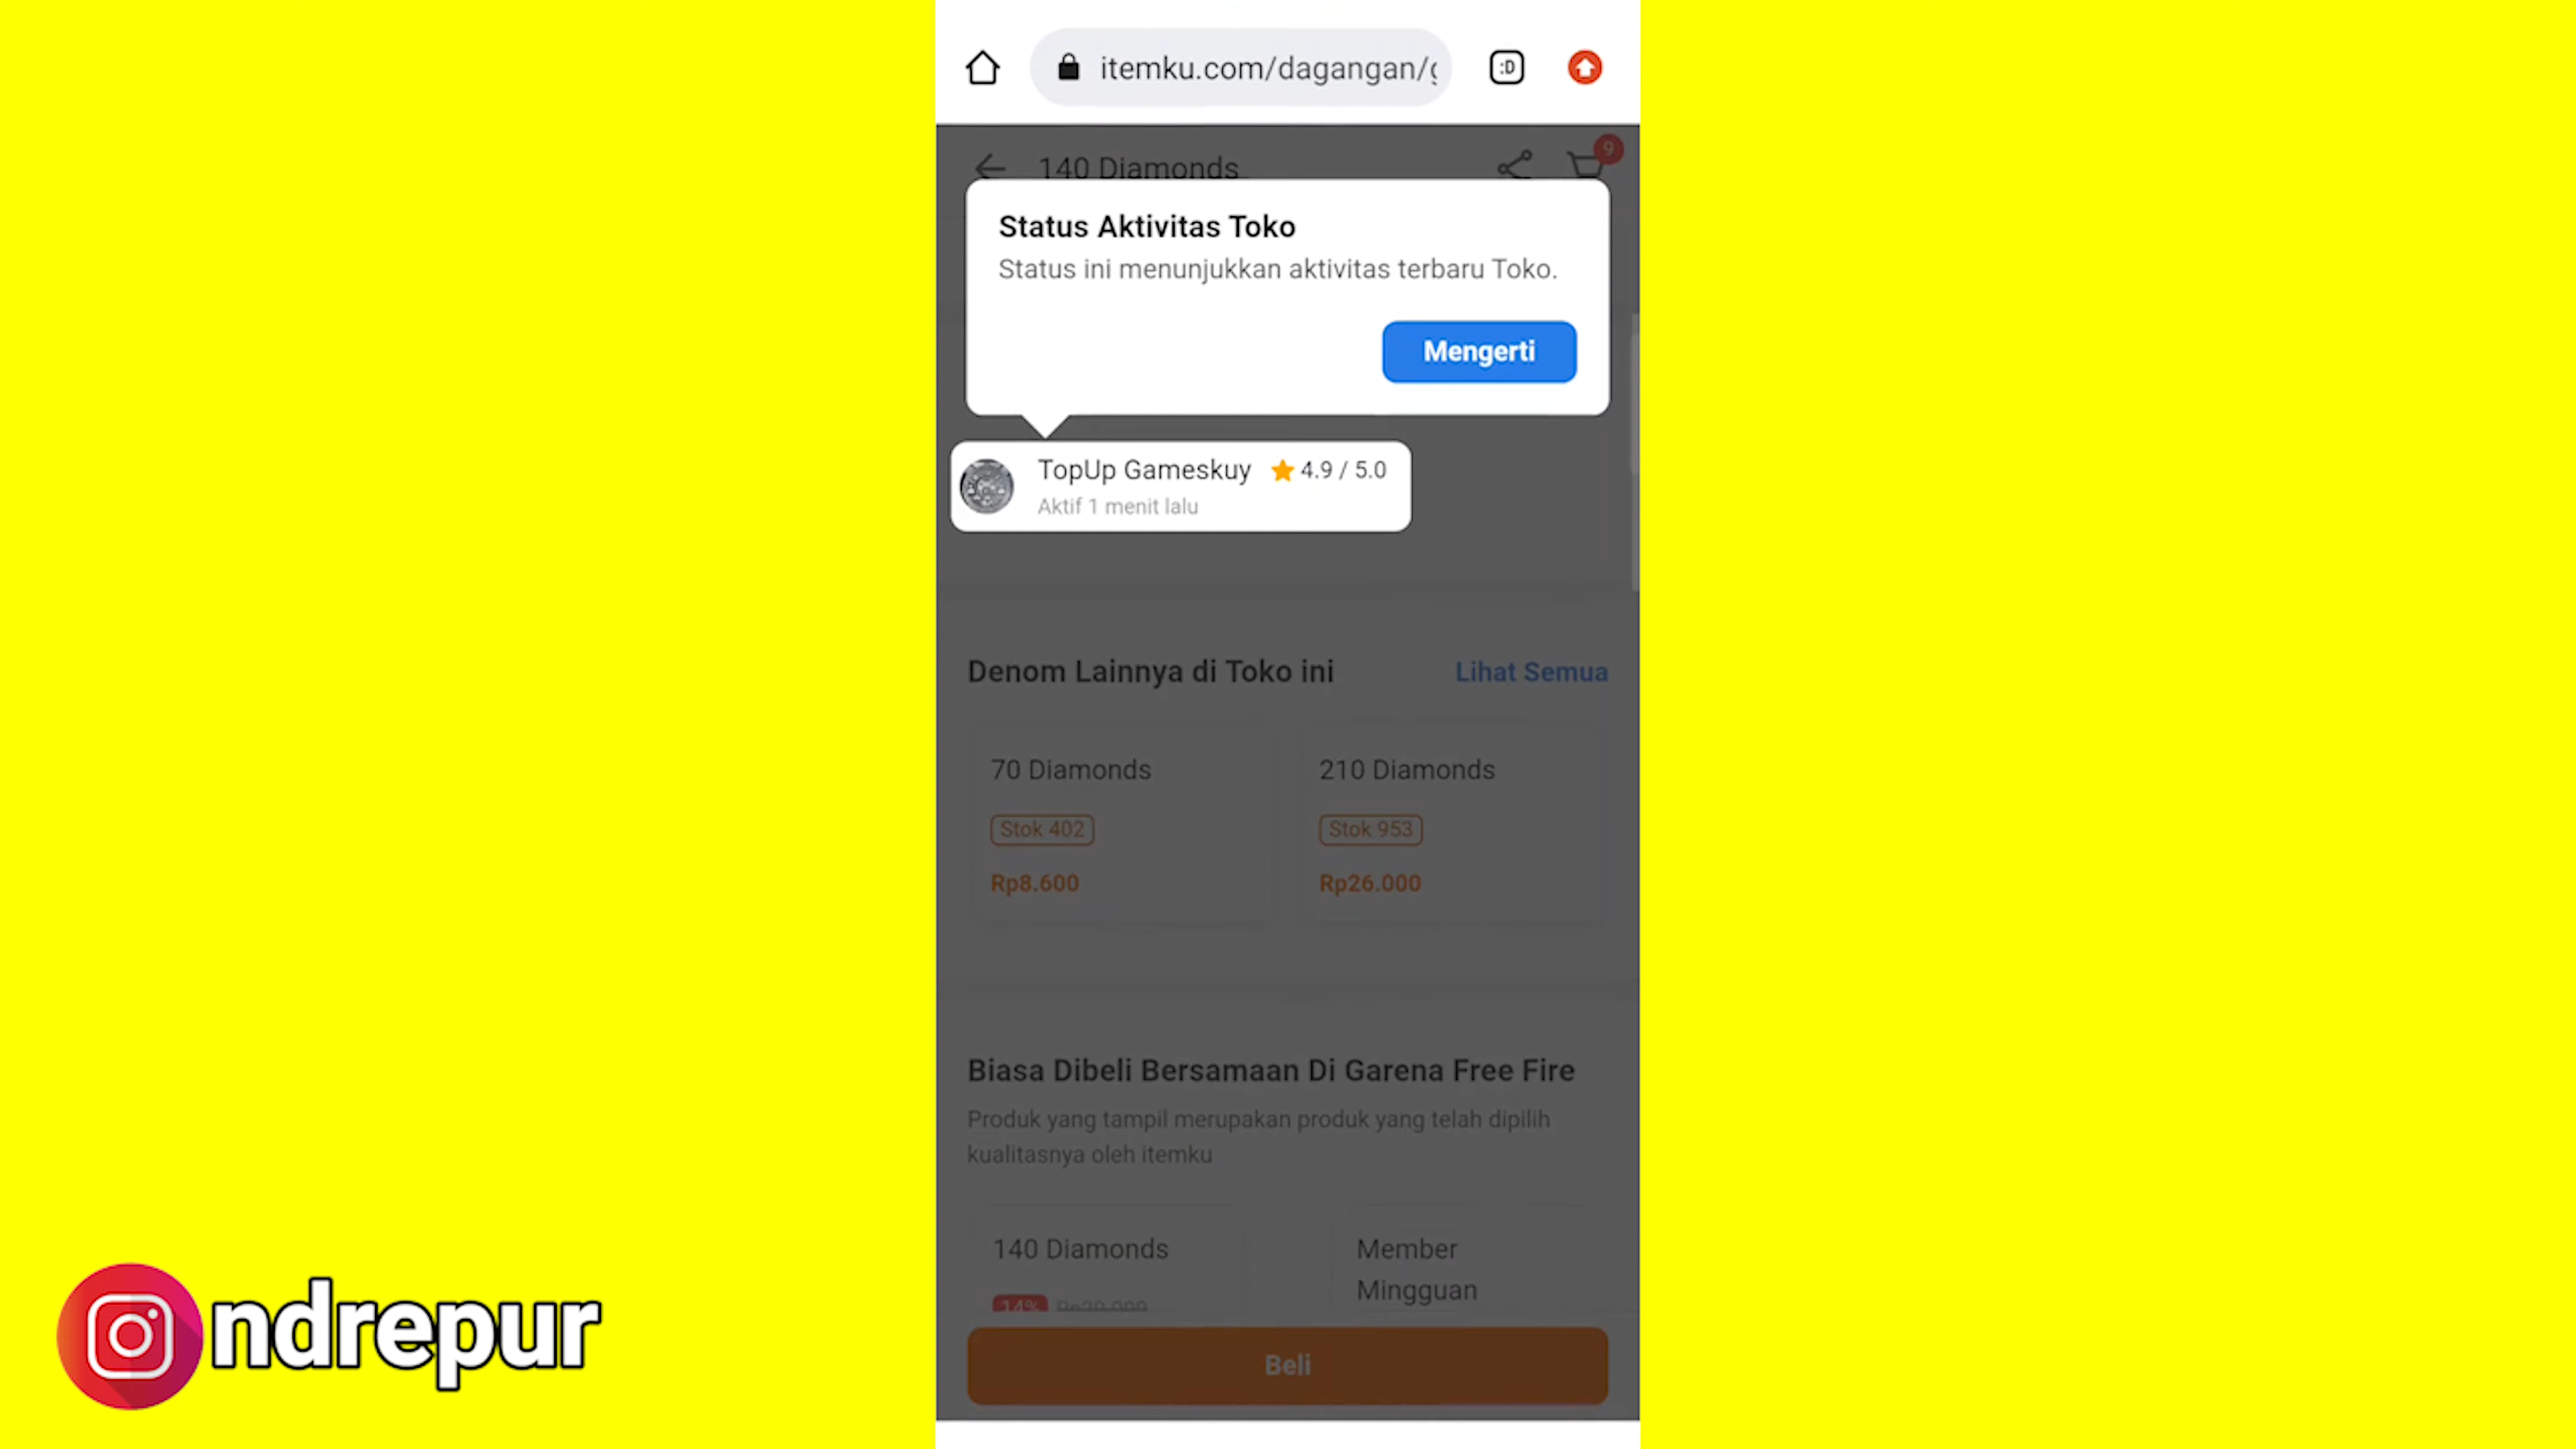 itemku.com/dagangan/g
:D
140 Diamonds
9
Status Aktivitas Toko
Status ini menunjukkan aktivitas terbaru Toko.
Mengerti
TopUp Gameskuy 4.9 / 5.0
Aktif 1 menit lalu
Denom Lainnya di Toko ini Lihat Semua
70 Diamonds
Stok 402
Rp8.600
210 Diamonds
Stok 953
Rp26.000
Biasa Dibeli Bersamaan Di Garena Free Fire
Produk yang tampil merupakan produk yang telah dipilih
kualitasnya oleh itemku
140 Diamonds
14% Rp20.000
Member
Mingguan
Beli
ndrepur